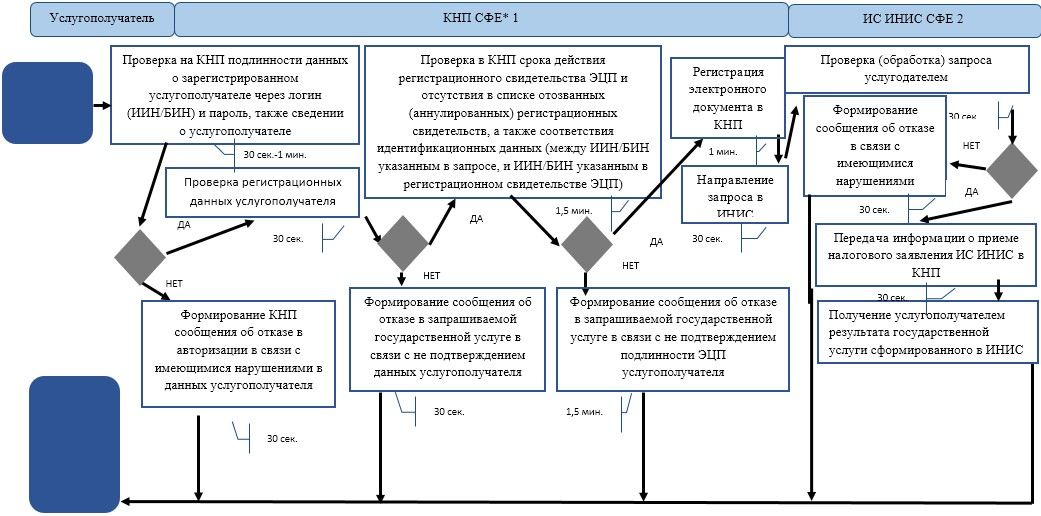 Услугополучатель
КНП СФЕ* 1
ИС ИНИС СФЕ 2
Проверка на КНП подлинности данных
о зарегистрированном
услугополучателе через логин
(ИИН/БИН) и пароль, также сведении
о услугополучателе
30 сек.-1 мин.
Проверка регистрационных
данных услугополучателя
ДА
30 сек.
НЕТ
Формирование КНП
сообщения об отказе в
авторизации в связи с
имеющимися нарушениями в
данных услугополучателя
30 сек.
Проверка в КНП срока действия
регистрационного свидетельства ЭЦП и
отсутствия в списке отозванных
(аннулированных) регистрационных
свидетельств, а также соответствия
идентификационных данных (между ИИН/БИН
указанным в запросе, и ИИН/БИН указанным в
регистрационном свидетельстве ЭЦП)
ДА
1,5 мин.
НЕТ
Формирование сообщения об
отказе в запрашиваемой
государственной услуге в
связи с не подтверждением
данных услугополучателя
30 сек.
ДА
НЕТ
Формирование сообщения об отказе
в запрашиваемой государственной
услуге в связи с не подтверждением
подлинности ЭЦП
услугополучателя
1,5 мин.
Регистрация
электронного
документа в
КНП
1 мин.
Направление
запроса в
ИНИС
30 сек.
Проверка (обработка) запроса
услугодателем
30 сек.
Формирование
сообщения об отказе
в связи с
имеющимися
нарушениями
НЕТ
ДА
30 сек.
Передача информации о приеме
налогового заявления ИС ИНИС в
КНП
30 сек.
Получение услугополучателем
результата государственной
услуги сформированного в ИНИС